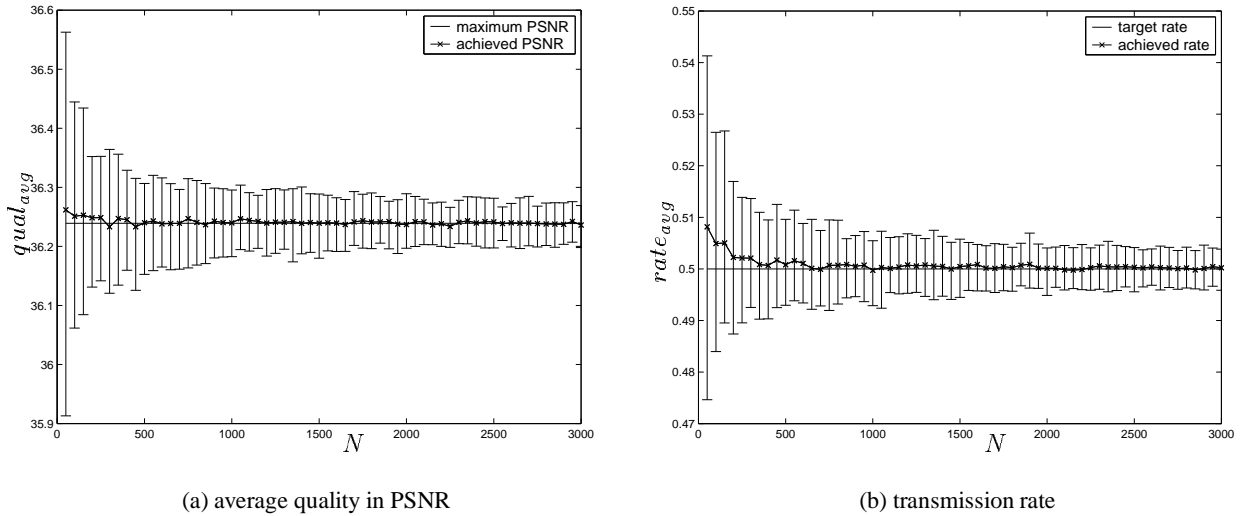 36.6
36.5
36.4
36.3
36.2
36.1
36
35.9
qual_avg
0 500 1000 1500 2000 2500 3000
N
maximum PSNR
achieved PSNR
(a) average quality in PSNR
0.55
0.54
0.53
0.52
0.51
0.5
0.49
0.48
0.47
rate_avg
0 500 1000 1500 2000 2500 3000
N
target rate
achieved rate
(b) transmission rate